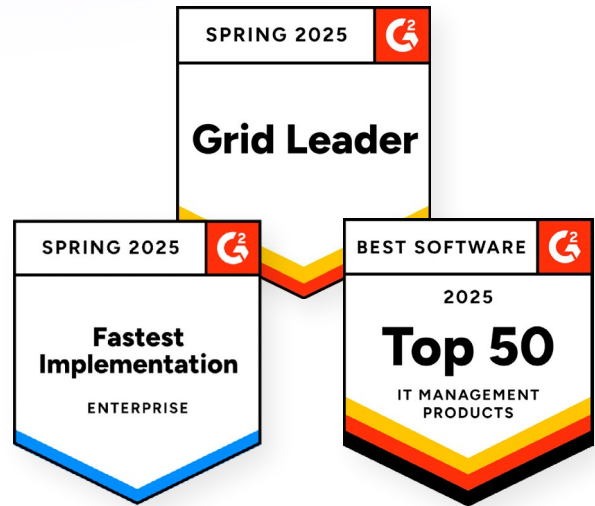 SPRING 2025
G2
Grid Leader
SPRING 2025
G2
Fastest
Implementation
ENTERPRISE
BEST SOFTWARE
G2
2025
Top 50
IT MANAGEMENT
PRODUCTS